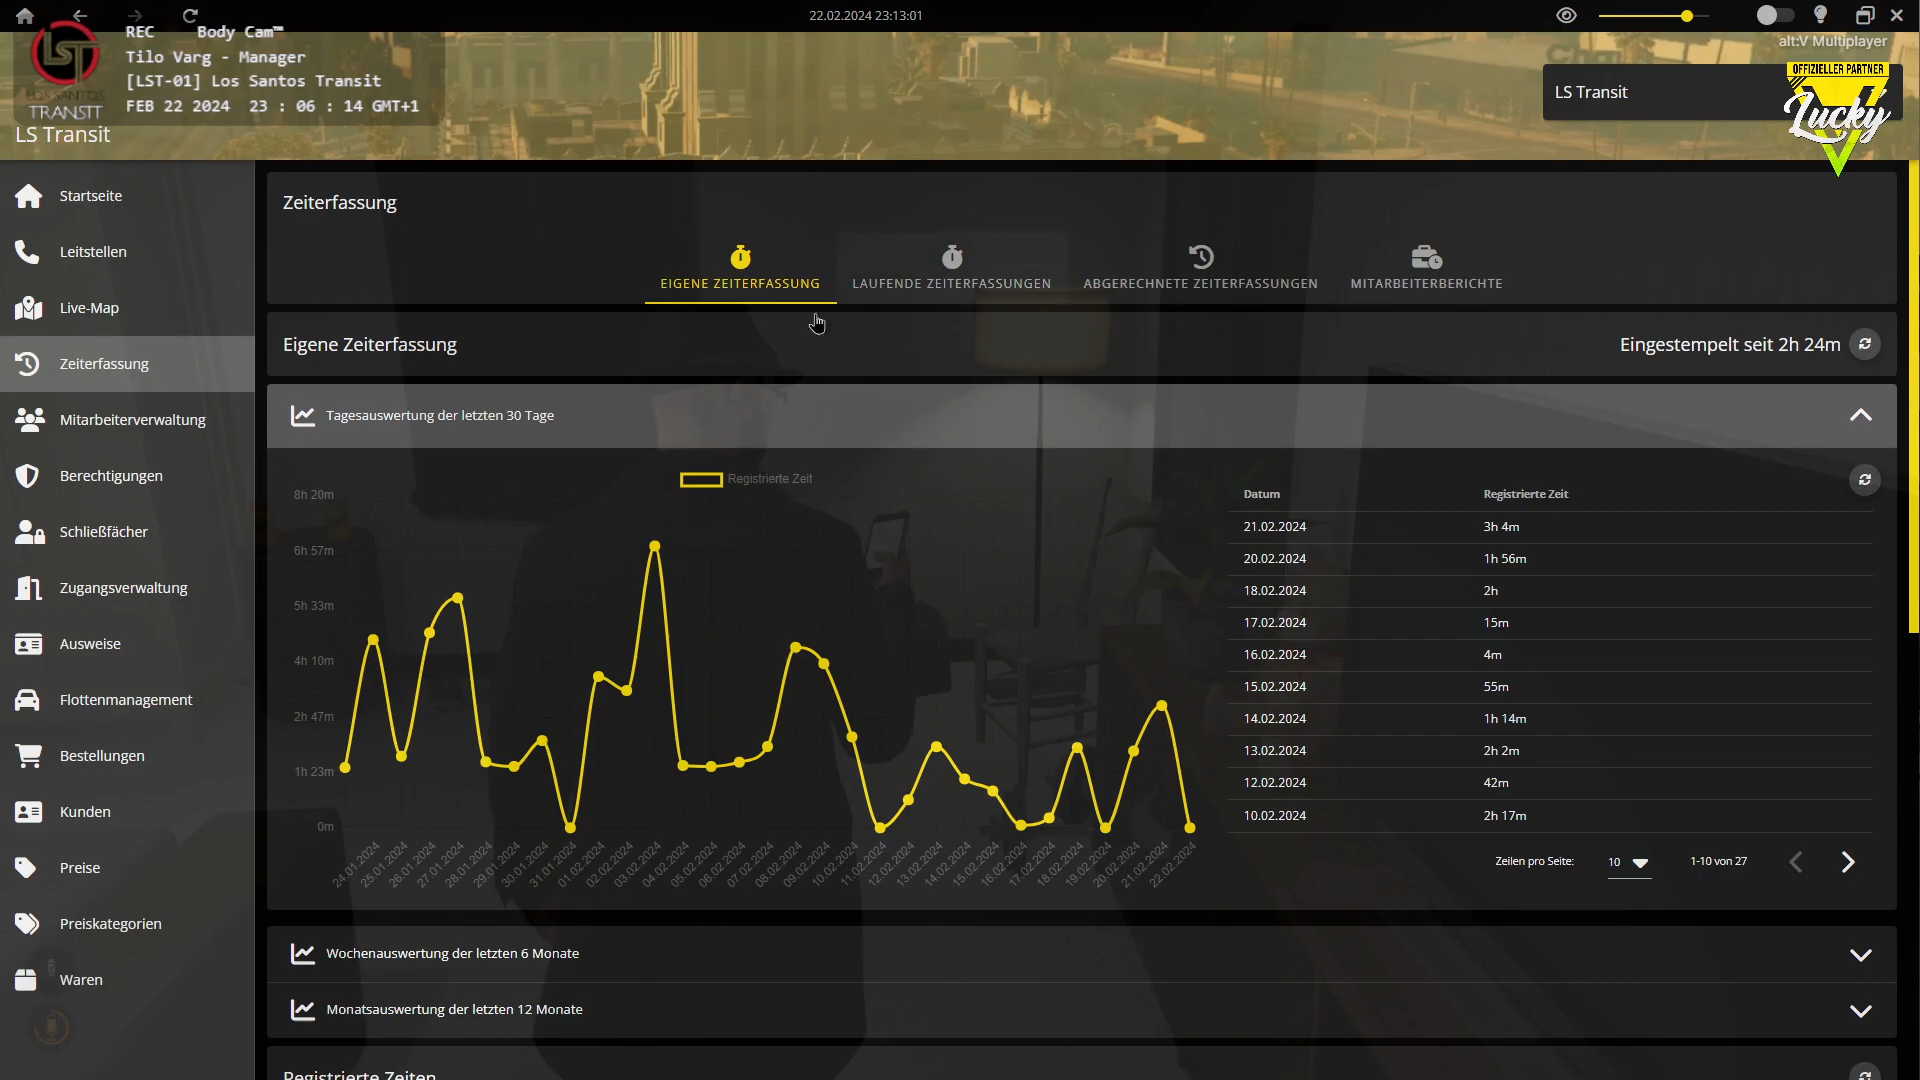 22.02.2024 23:13:01
alt:V Multiplayer
REC Body Cam™
Tilo Varg - Manager
[LST-01] Los Santos Transit
FEB 22 2024 23 : 06 : 14 GMT+1
LST
LOS SANTOS
TRANSIT
LS Transit
LS Transit
OFFIZIELLER PARTNER
Lucky
V
Startseite
Leitstellen
Live-Map
Zeiterfassung
Mitarbeiterverwaltung
Berechtigungen
Schließfächer
Zugangsverwaltung
Ausweise
Flottenmanagement
Bestellungen
Kunden
Preise
Preiskategorien
Waren
Zeiterfassung
EIGENE ZEITERFASSUNG
LAUFENDE ZEITERFASSUNGEN
ABGERECHNETE ZEITERFASSUNGEN
MITARBEITERBERICHTE
Eigene Zeiterfassung
Eingestempelt seit 2h 24m
Tagesauswertung der letzten 30 Tage
Registrierte Zeit
8h 20m
6h 57m
5h 33m
4h 10m
2h 47m
1h 23m
0m
24.01.2024
25.01.2024
26.01.2024
27.01.2024
28.01.2024
29.01.2024
30.01.2024
31.01.2024
01.02.2024
02.02.2024
03.02.2024
04.02.2024
05.02.2024
06.02.2024
07.02.2024
08.02.2024
09.02.2024
10.02.2024
11.02.2024
12.02.2024
13.02.2024
14.02.2024
15.02.2024
16.02.2024
17.02.2024
18.02.2024
19.02.2024
20.02.2024
21.02.2024
22.02.2024
Datum Registrierte Zeit
21.02.2024 3h 4m
20.02.2024 1h 56m
18.02.2024 2h
17.02.2024 15m
16.02.2024 4m
15.02.2024 55m
14.02.2024 1h 14m
13.02.2024 2h 2m
12.02.2024 42m
10.02.2024 2h 17m
Zeilen pro Seite: 10 1-10 von 27
Wochenauswertung der letzten 6 Monate
Monatsauswertung der letzten 12 Monate
Registrierte Zeiten